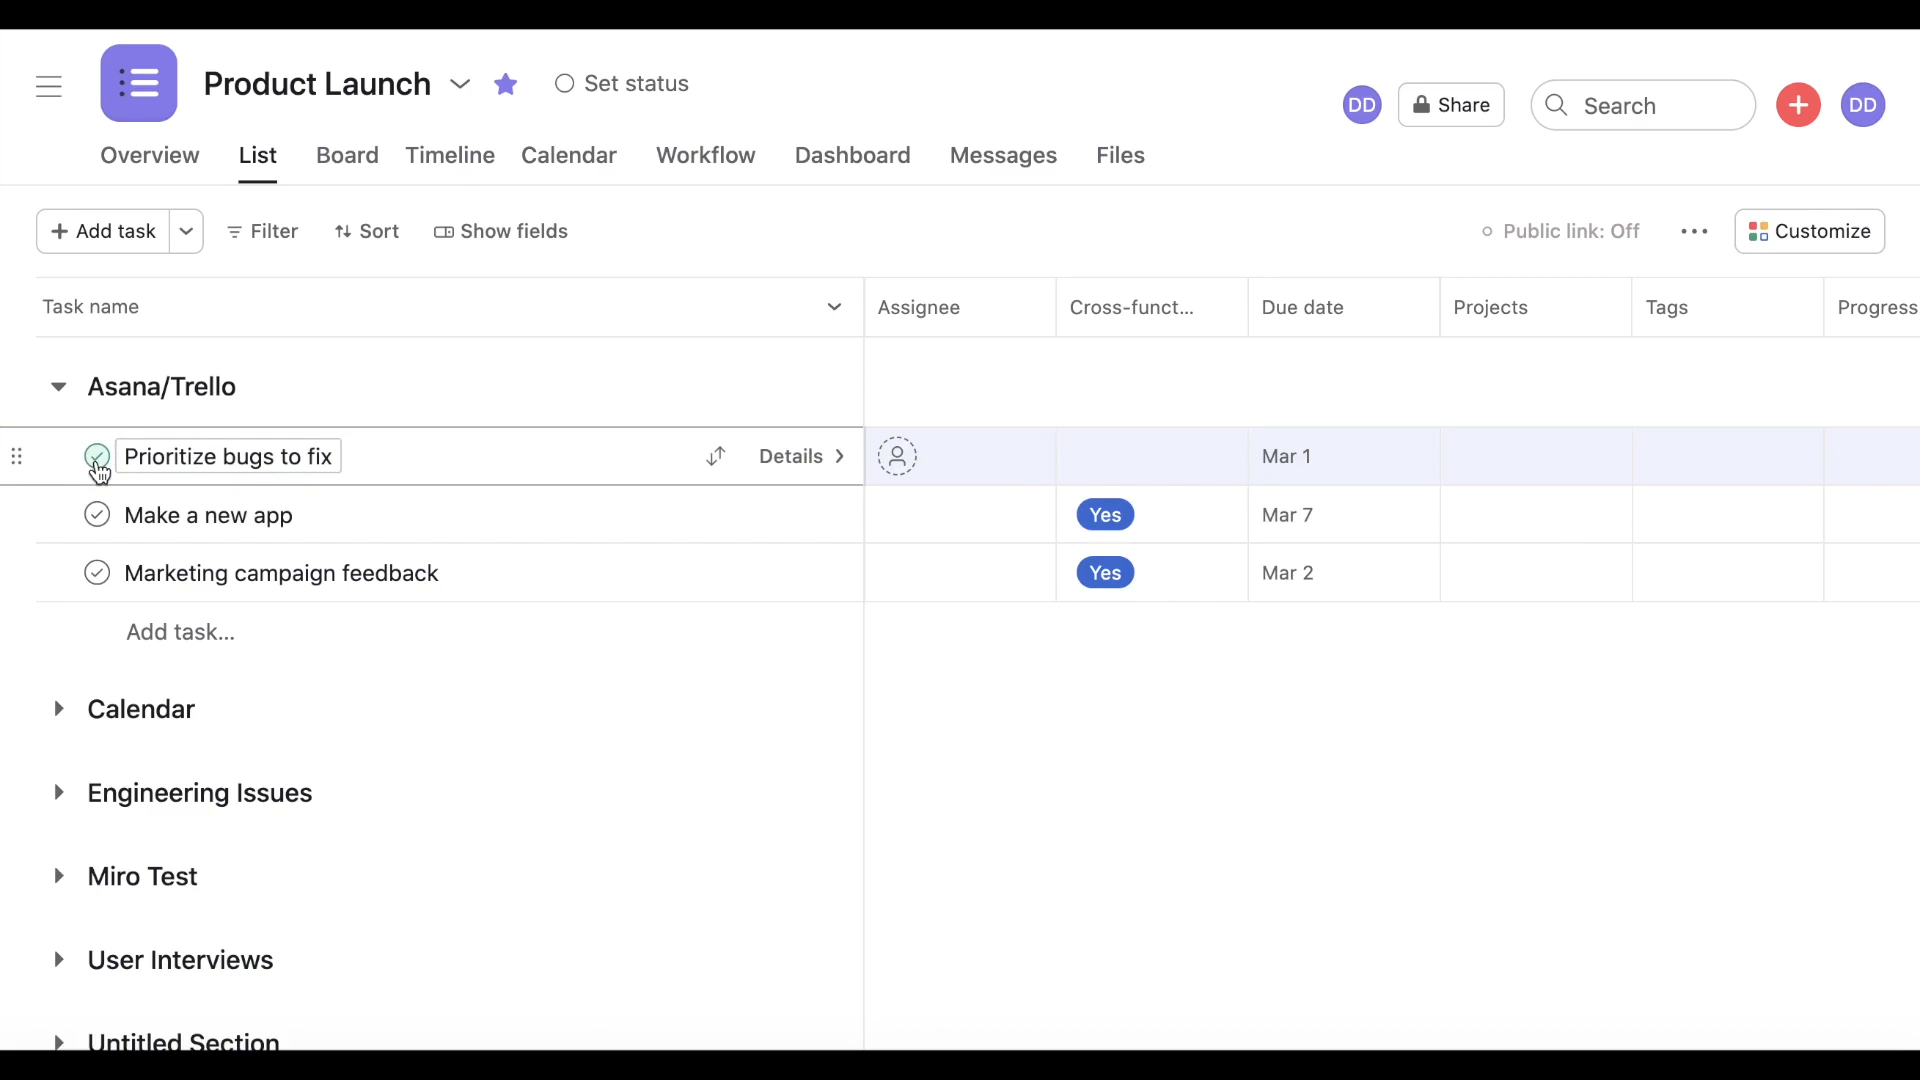 Product Launch
Set status
DD
Share
Search
DD
Overview List Board Timeline Calendar Workflow Dashboard Messages Files
+ Add task Filter Sort Show fields Public link: Off ... Customize
Task name Assignee Cross-funct... Due date Projects Tags Progress
Asana/Trello
Prioritize bugs to fix Details Mar 1
Make a new app Yes Mar 7
Marketing campaign feedback Yes Mar 2
Add task...
Calendar
Engineering Issues
Miro Test
User Interviews
Untitled Section